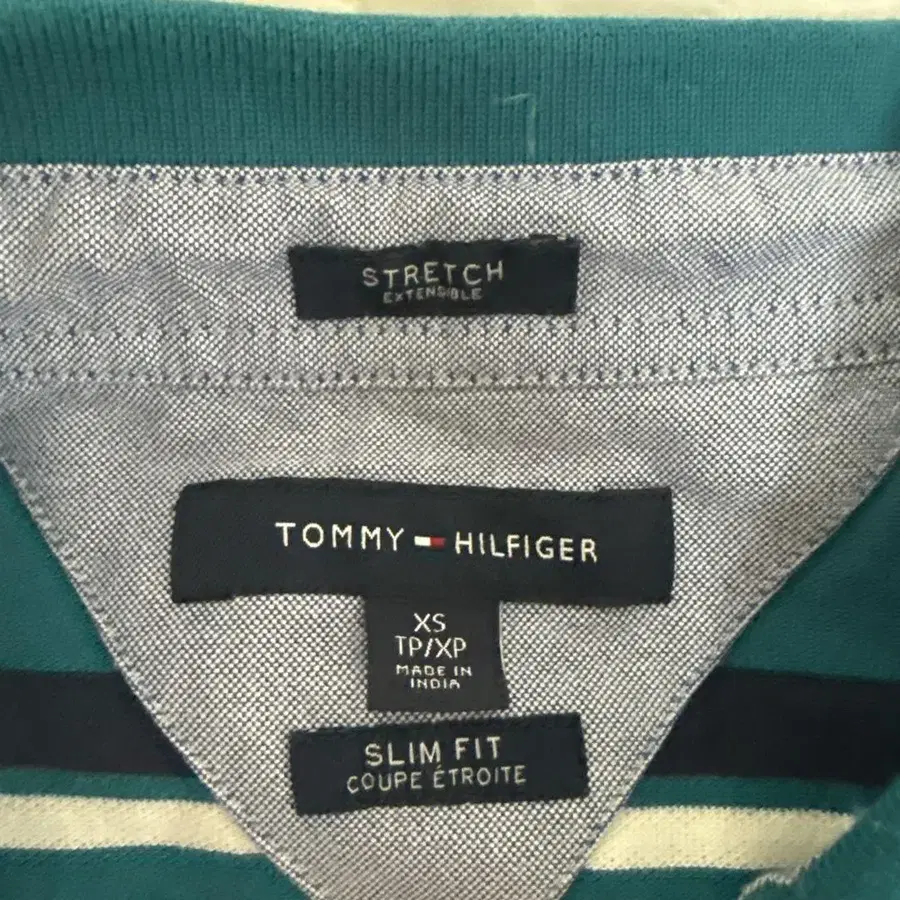 STRETCH
EXTENSIBLE
TOMMY HILFIGER
XS
TP/XP
MADE IN
INDIA
SLIM FIT
COUPE ÉTROITE